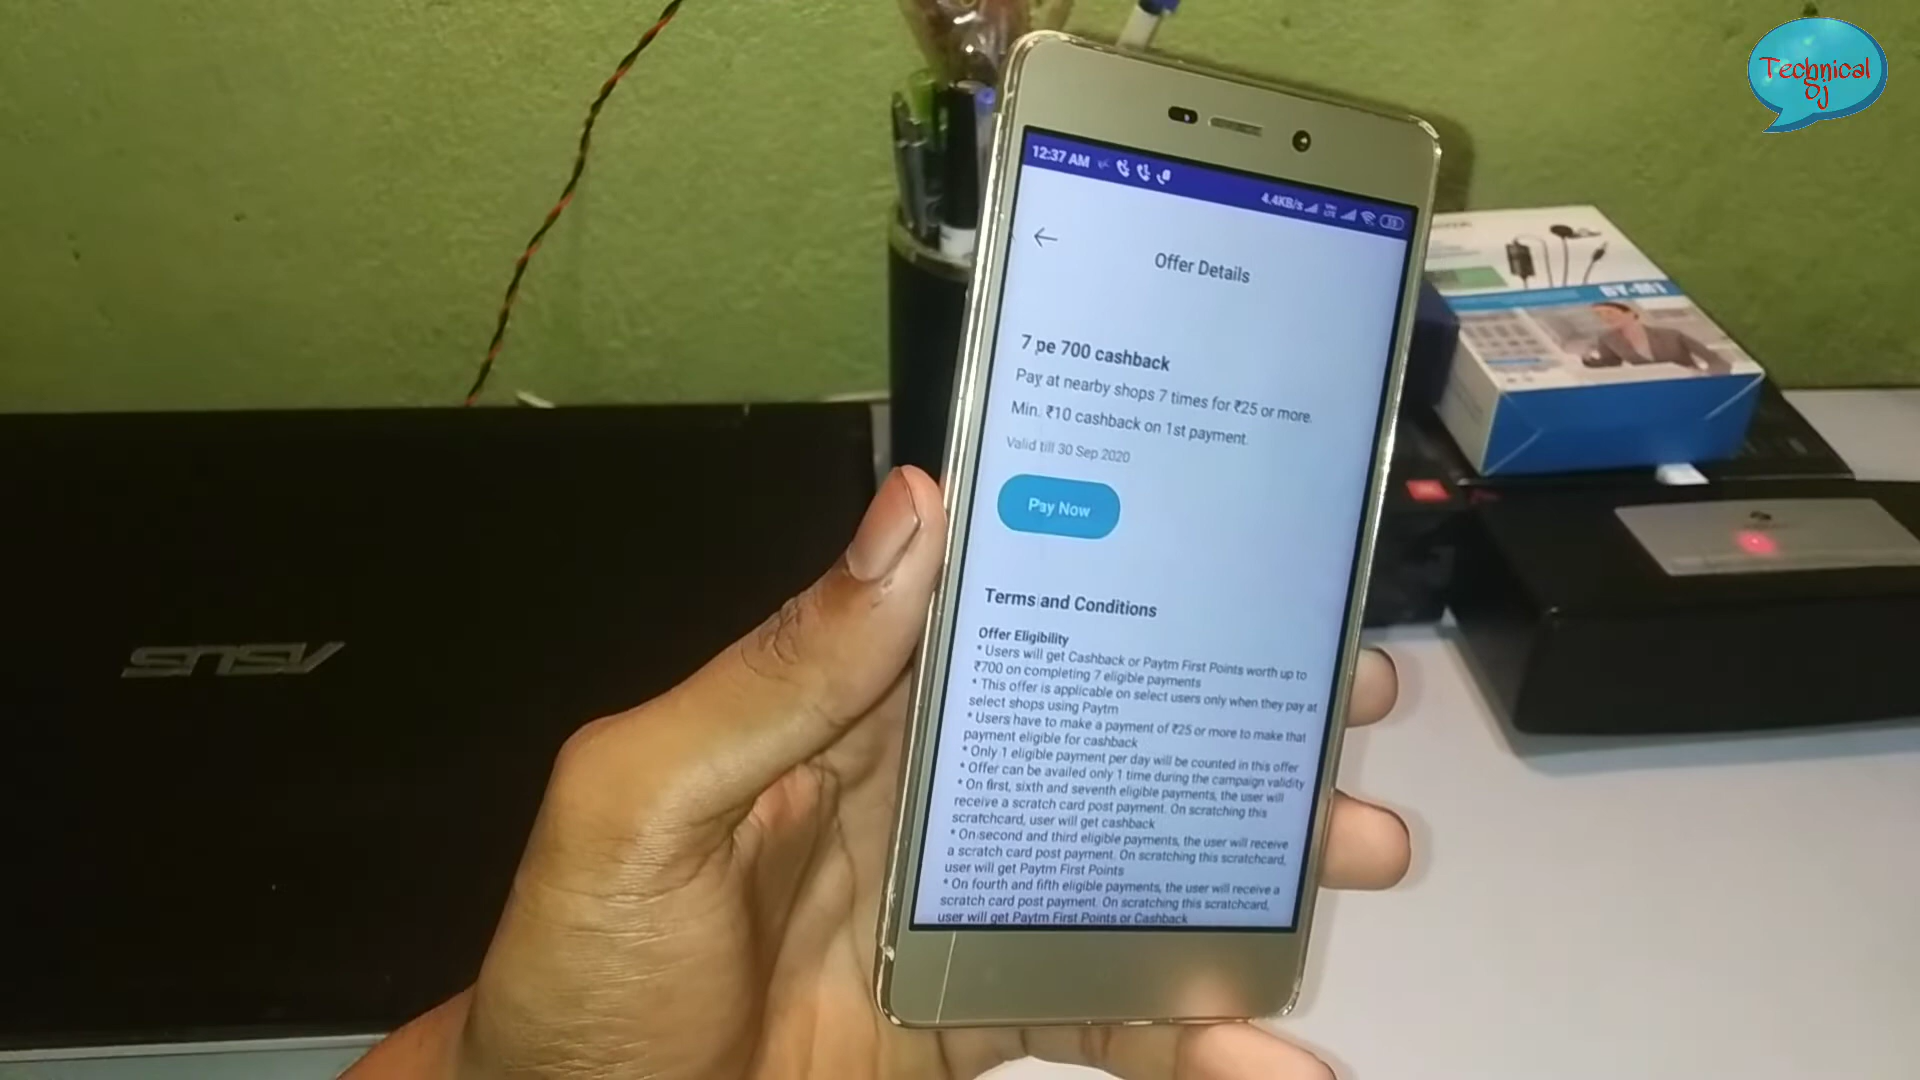 Technical
Sj
12:37 AM
4.4KB/s
Offer Details
7 pe 700 cashback
Pay at nearby shops 7 times for ₹25 or more.
Min. ₹10 cashback on 1st payment.
Valid till 30 Sep 2020
Pay Now
Terms and Conditions
Offer Eligibility
* Users will get Cashback or Paytm First Points worth up to
₹700 on completing 7 eligible payments
* This offer is applicable on select users only when they pay at
select shops using Paytm
* Users have to make a payment of ₹25 or more to make that
payment eligible for cashback
* Only 1 eligible payment per day will be counted in this offer
* Offer can be availed only 1 time during the campaign validity
* On first, sixth and seventh eligible payments, the user will
receive a scratch card post payment. On scratching this
scratchcard, user will get cashback
* On second and third eligible payments, the user will receive
a scratch card post payment. On scratching this scratchcard,
user will get Paytm First Points
* On fourth and fifth eligible payments, the user will receive a
scratch card post payment. On scratching this scratchcard,
user will get Paytm First Points or Cashback
ASUS
BY-M1